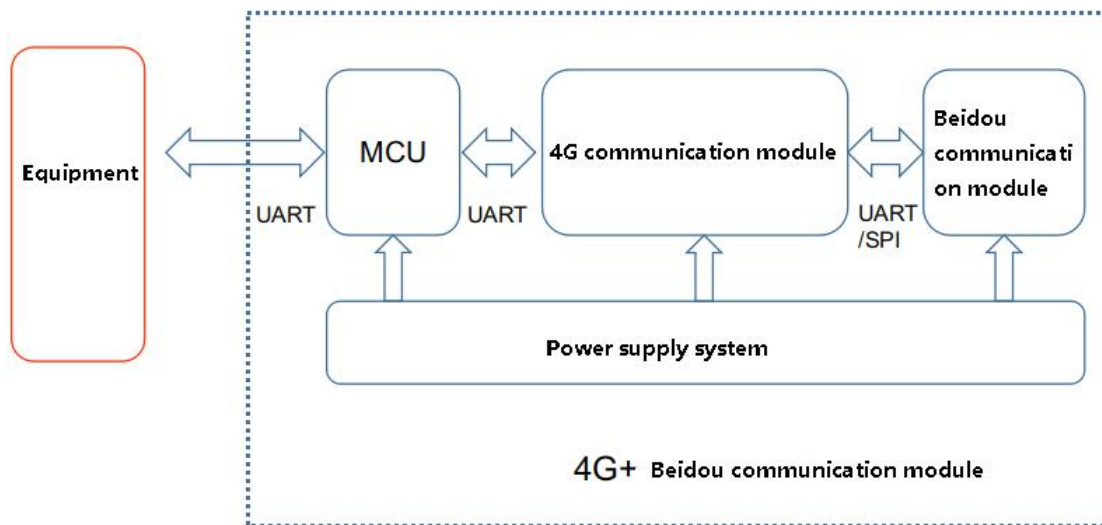 Equipment
UART
MCU
UART
4G communication module
UART
/SPI
Beidou
communicati
on module
Power supply system
4G+ Beidou communication module